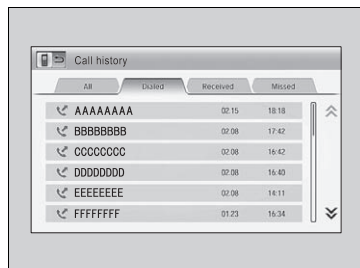 Call history
All Dialed Received Missed
AAAAAAAA 02.15 18:18
BBBBBBBB 02.08 17:42
CCCCCCCC 02.08 16:42
DDDDDDDD 02.08 16:40
EEEEEEEE 02.08 14:11
FFFFFFFF 01.23 16:34